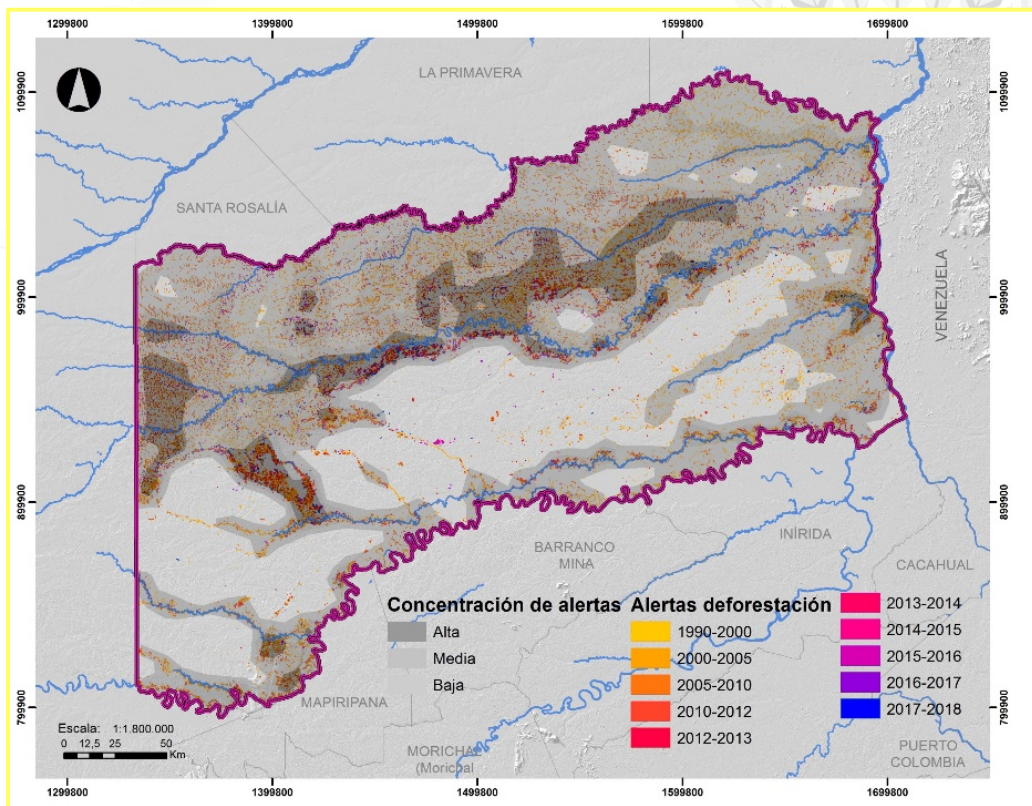 1299800 1399800 1499800 1599800 1699800
1099900
1099900
LA PRIMAVERA
SANTA ROSALÍA
999900
999900
VENEZUELA
899900
899900
BARRANCO
MINA
INÍRIDA
CACAHUAL
Concentración de alertas
Alta
Media
Baja
Alertas deforestación
1990-2000
2000-2005
2005-2010
2010-2012
2012-2013
2013-2014
2014-2015
2015-2016
2016-2017
2017-2018
MAPIRIPANA
799900
799900
Escala: 1:1.800.000
0 12,5 25 50
Km
MORICHAL
(Morichal
PUERTO
COLOMBIA
1299800 1399800 1499800 1599800 1699800